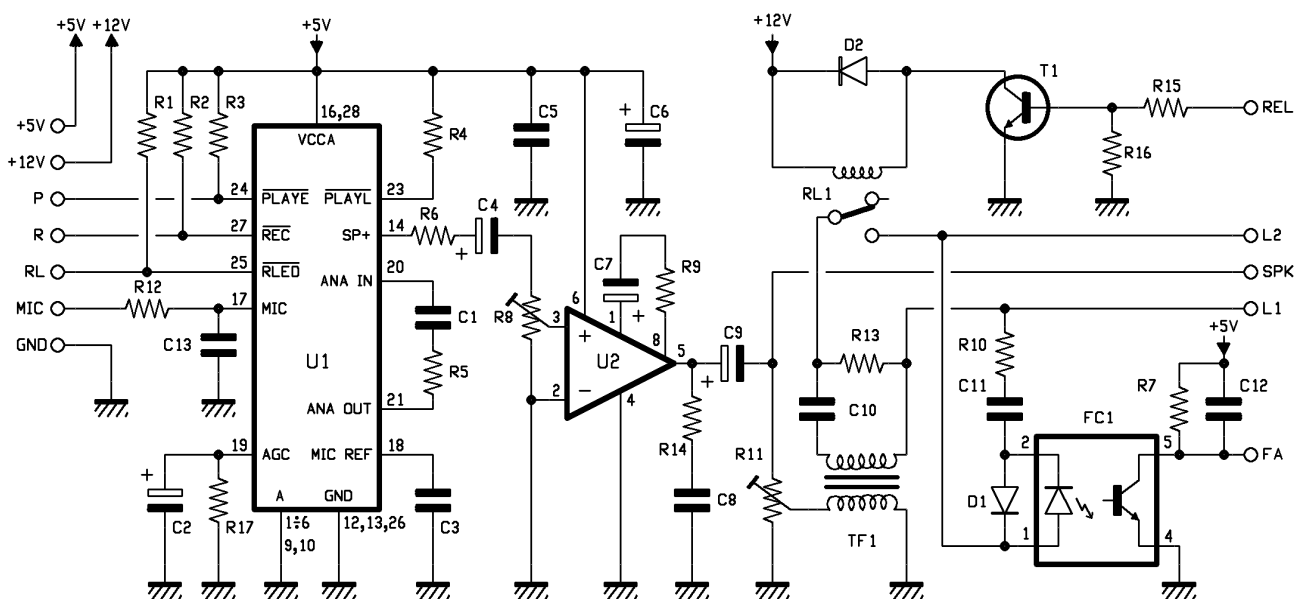 +5V +12V
+5V
+12V
D2
T1
R15
REL
R1 R2 R3
16,28
VCCA
R4
C5
+ C6
R16
+5V
+12V
P
24 PLAYE PLAYL 23
RL1
R
27 REC SP+ 14
R6 C4
+
L2
RL
25 RLED
ANA IN 20
C7
+
R9
SPK
MIC
R12
17 MIC
L1
GND
C13
U1
C1
R5
R8
6
3 + 1
8
U2
5
2 −
4
+
C9
R13
R10
+5V
ANA OUT 21
C10
C11
R7
C12
FC1
19 AGC MIC REF 18
R14
R11
2
5
FA
+
C2
R17
A GND
1÷6
9,10
12,13,26
C3
C8
TF1
D1
1
4